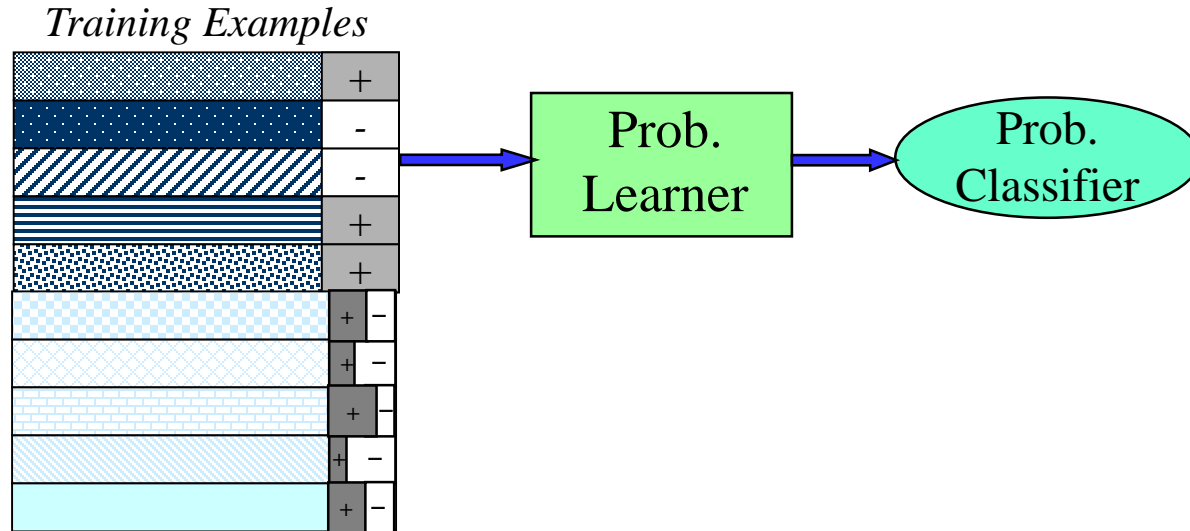 Training Examples
+
-
-
+
+
+ −
+ −
+ −
+ −
+ −
Prob.
Learner
Prob.
Classifier